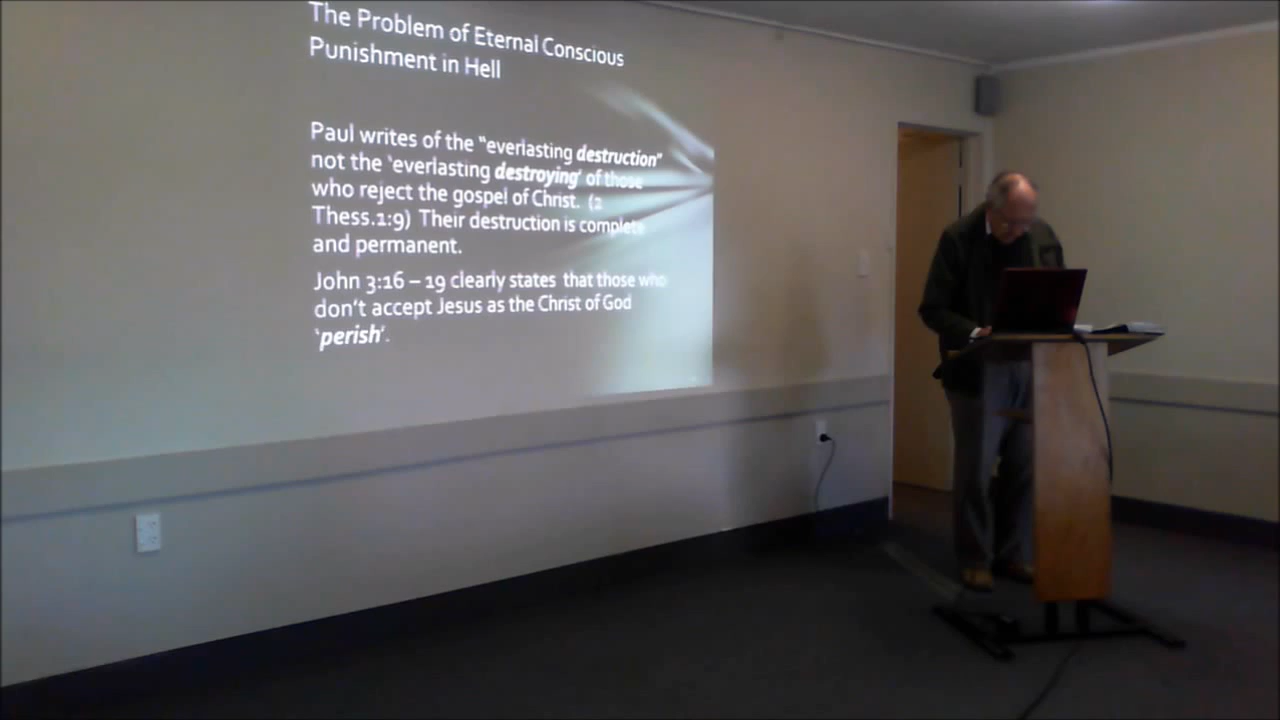 The Problem of Eternal Conscious
Punishment in Hell
Paul writes of the "everlasting destruction"
not the 'everlasting destroying' of those
who reject the gospel of Christ. (2
Thess.1:9) Their destruction is complete
and permanent.
John 3:16 – 19 clearly states that those who
don't accept Jesus as the Christ of God
'perish'.